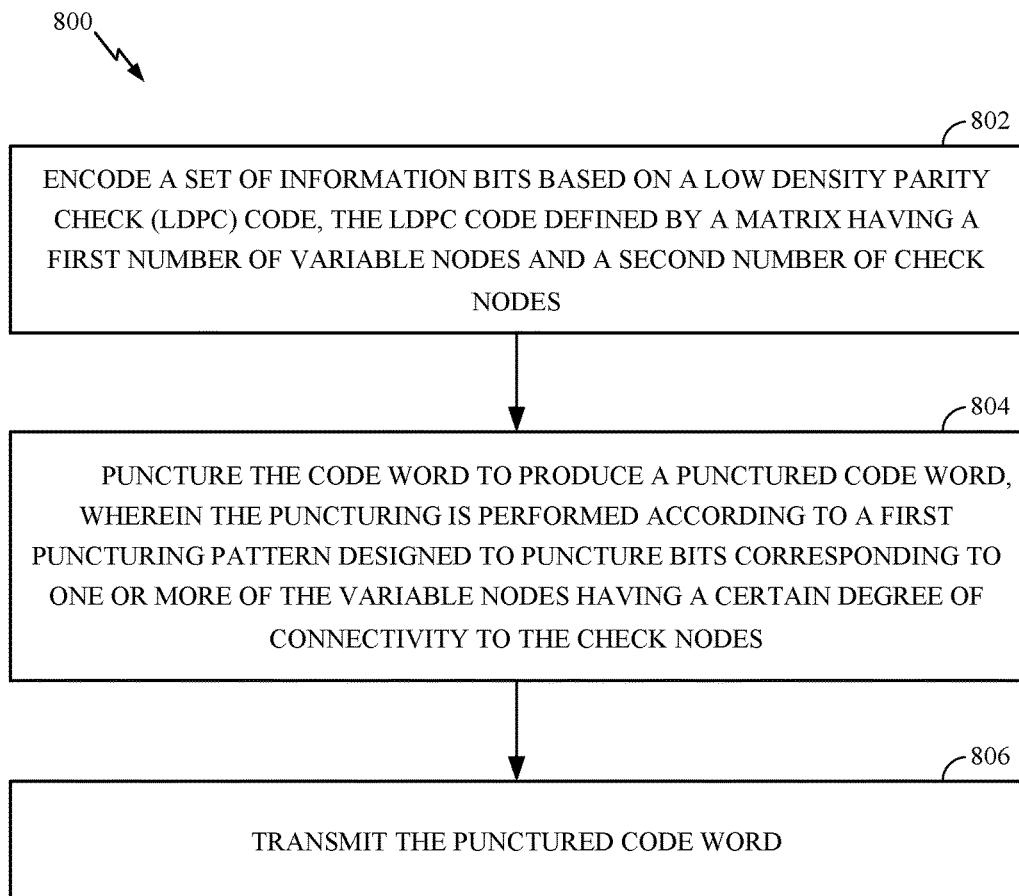 800
802
ENCODE A SET OF INFORMATION BITS BASED ON A LOW DENSITY PARITY
CHECK (LDPC) CODE, THE LDPC CODE DEFINED BY A MATRIX HAVING A
FIRST NUMBER OF VARIABLE NODES AND A SECOND NUMBER OF CHECK
NODES
804
PUNCTURE THE CODE WORD TO PRODUCE A PUNCTURED CODE WORD,
WHEREIN THE PUNCTURING IS PERFORMED ACCORDING TO A FIRST
PUNCTURING PATTERN DESIGNED TO PUNCTURE BITS CORRESPONDING TO
ONE OR MORE OF THE VARIABLE NODES HAVING A CERTAIN DEGREE OF
CONNECTIVITY TO THE CHECK NODES
806
TRANSMIT THE PUNCTURED CODE WORD